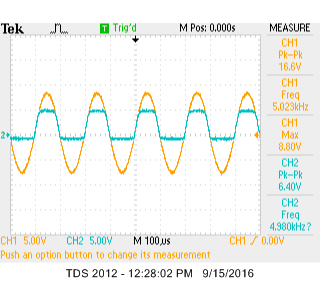 Tek T Trig'd M Pos: 0.000s MEASURE
CH1
Pk-Pk
16.6V
CH1
Freq
5.023kHz
CH1
Max
8.80V
2
CH2
Pk-Pk
6.40V
CH2
Freq
4.980kHz?
CH1 5.00V CH2 5.00V M 100µs CH1 / 0.00V
Push an option button to change its measurement
TDS 2012 - 12:28:02 PM 9/15/2016